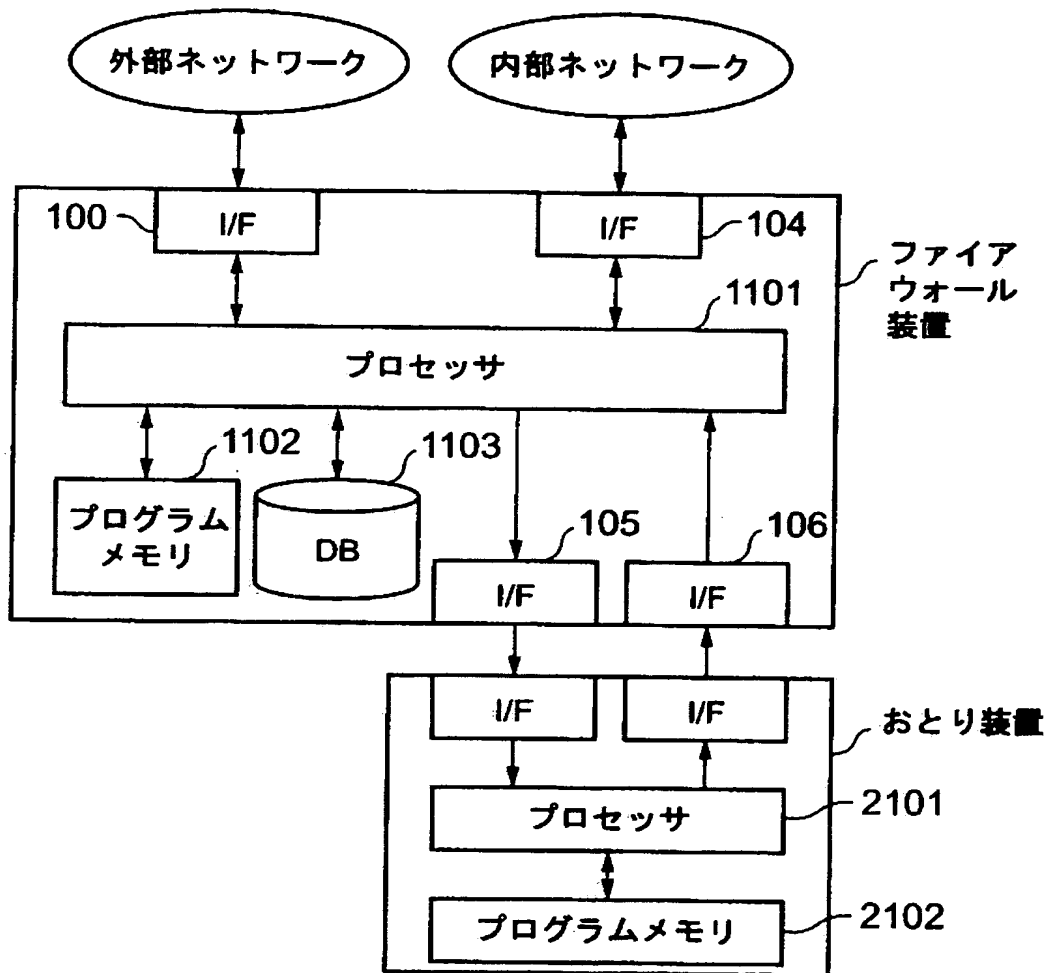 外部ネットワーク
内部ネットワーク
100
I/F
I/F
104
ファイア
ウォール
装置
1101
プロセッサ
1102
1103
プログラム
メモリ
DB
105
106
I/F
I/F
I/F
I/F
おとり装置
プロセッサ
2101
プログラムメモリ
2102